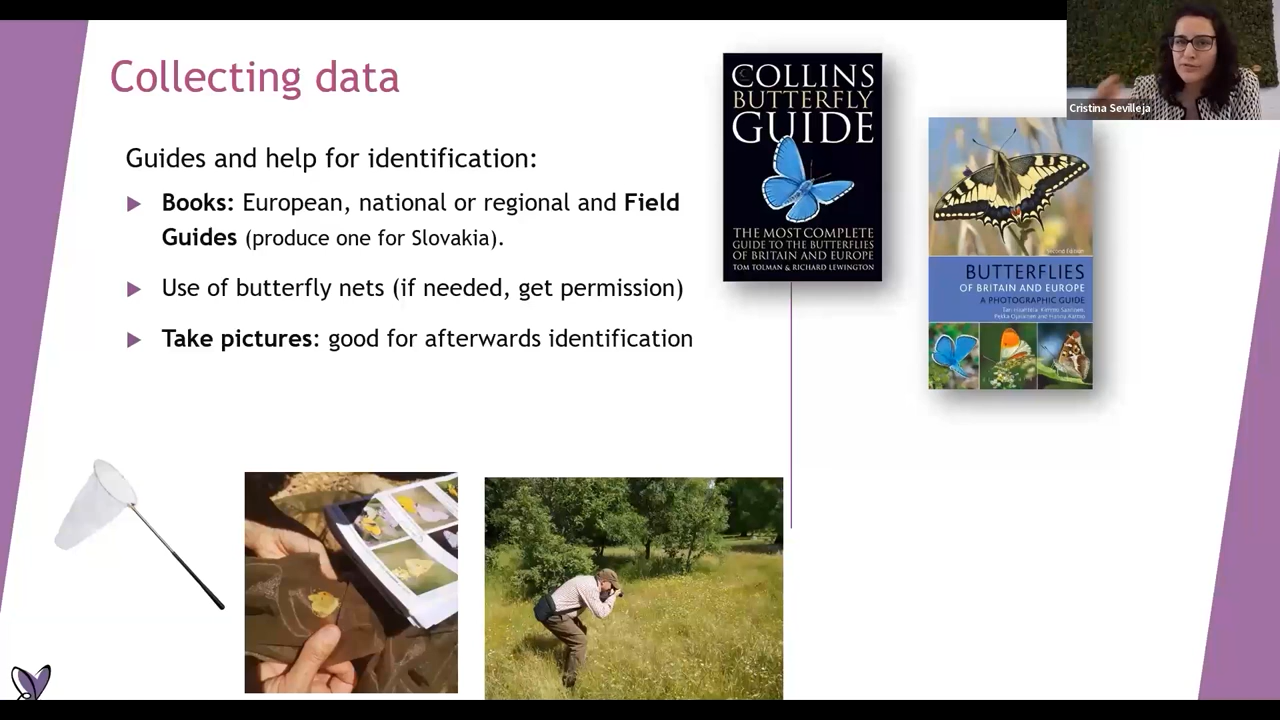 Collecting data
Guides and help for identification:
Books: European, national or regional and Field
Guides (produce one for Slovakia).
Use of butterfly nets (if needed, get permission)
Take pictures: good for afterwards identification
COLLINS
BUTTERFLY
GUIDE
THE MOST COMPLETE
GUIDE TO THE BUTTERFLIES
OF BRITAIN AND EUROPE
TOM TOLMAN & RICHARD LEWINGTON
Cristina Sevilleja
Second Edition
BUTTERFLIES
OF BRITAIN AND EUROPE
A PHOTOGRAPHIC GUIDE